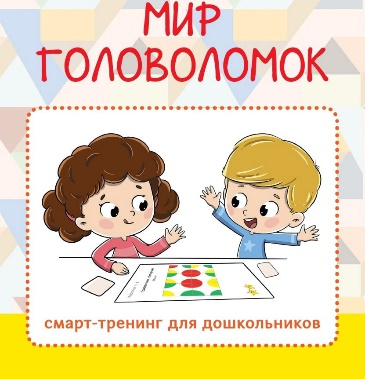 МИР
ГОЛОВОЛОМОК
смарт-тренинг для дошкольников